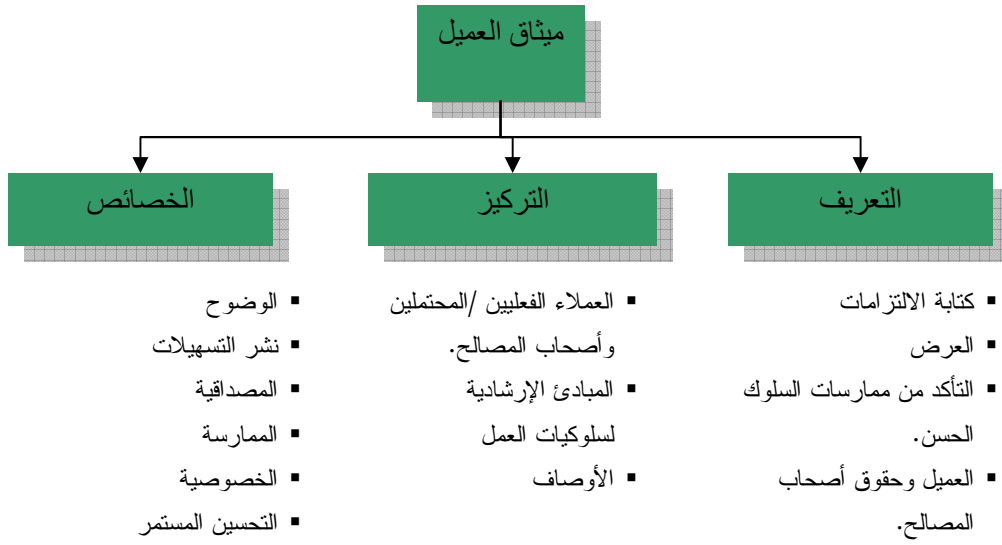 ميثاق العميل
التعريف
التركيز
الخصائص
▪ كتابة الالتزامات
▪ العرض
▪ التأكد من ممارسات السلوك
الحسن.
▪ العميل وحقوق أصحاب
المصالح.
▪ العملاء الفعليين /المحتملين
وأصحاب المصالح.
▪ المبادئ الإرشادية
لسلوكيات العمل
▪ الأوصاف
▪ الوضوح
▪ نشر التسهيلات
▪ المصداقية
▪ الممارسة
▪ الخصوصية
▪ التحسين المستمر